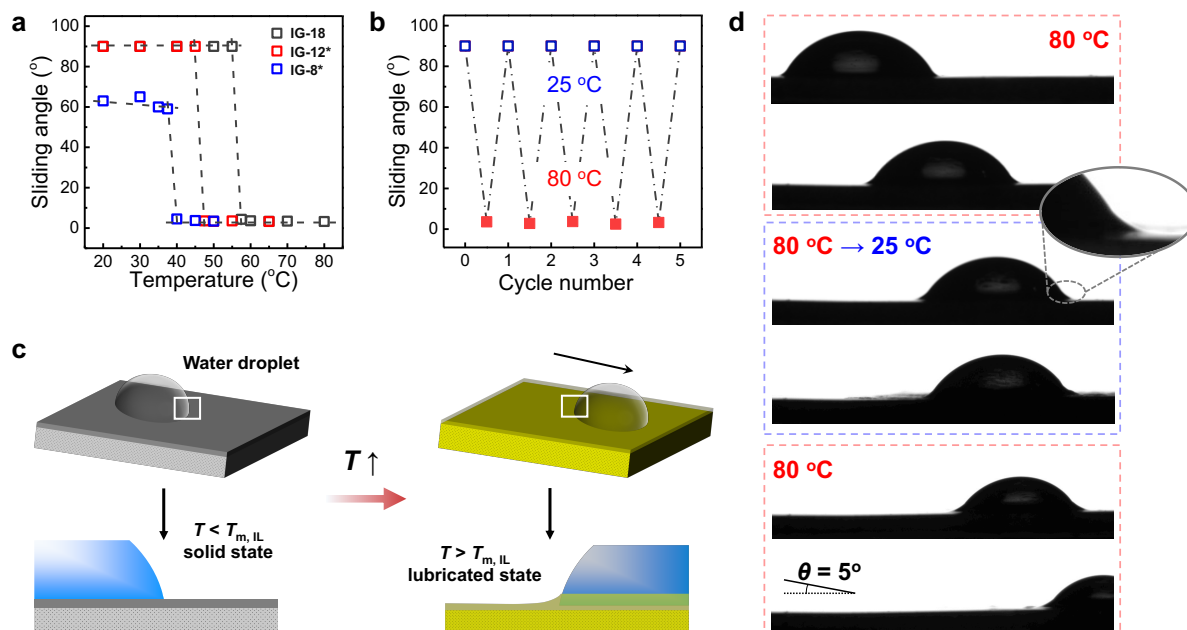 a
Sliding angle (°)
100
80
60
40
20
0
IG-18
IG-12*
IG-8*
20 30 40 50 60 70 80
Temperature (°C)
b
Sliding angle (°)
100
80
60
40
20
0
25 °C
80 °C
0 1 2 3 4 5
Cycle number
c
Water droplet
T ↑
T < Tm, IL
solid state
T > Tm, IL
lubricated state
d
80 °C
80 °C → 25 °C
80 °C
θ = 5°